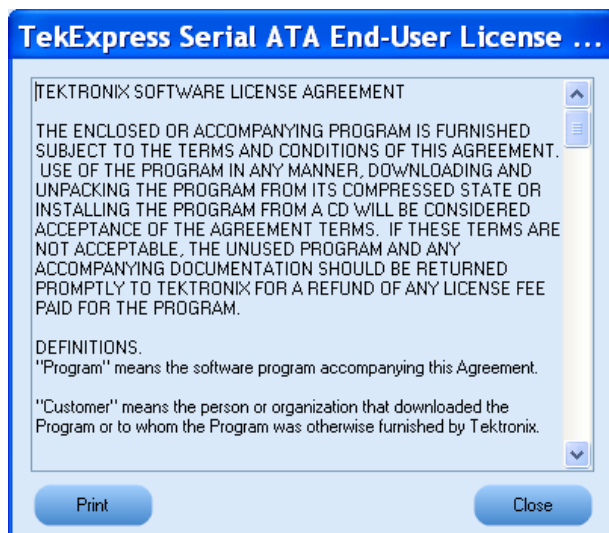 TekExpress Serial ATA End-User License ...
TEKTRONIX SOFTWARE LICENSE AGREEMENT
THE ENCLOSED OR ACCOMPANYING PROGRAM IS FURNISHED
SUBJECT TO THE TERMS AND CONDITIONS OF THIS AGREEMENT.
USE OF THE PROGRAM IN ANY MANNER, DOWNLOADING AND
UNPACKING THE PROGRAM FROM ITS COMPRESSED STATE OR
INSTALLING THE PROGRAM FROM A CD WILL BE CONSIDERED
ACCEPTANCE OF THE AGREEMENT TERMS.  IF THESE TERMS ARE
NOT ACCEPTABLE, THE UNUSED PROGRAM AND ANY
ACCOMPANYING DOCUMENTATION SHOULD BE RETURNED
PROMPTLY TO TEKTRONIX FOR A REFUND OF ANY LICENSE FEE
PAID FOR THE PROGRAM.
DEFINITIONS.
"Program" means the software program accompanying this Agreement.
"Customer" means the person or organization that downloaded the
Program or to whom the Program was otherwise furnished by Tektronix.
Print
Close